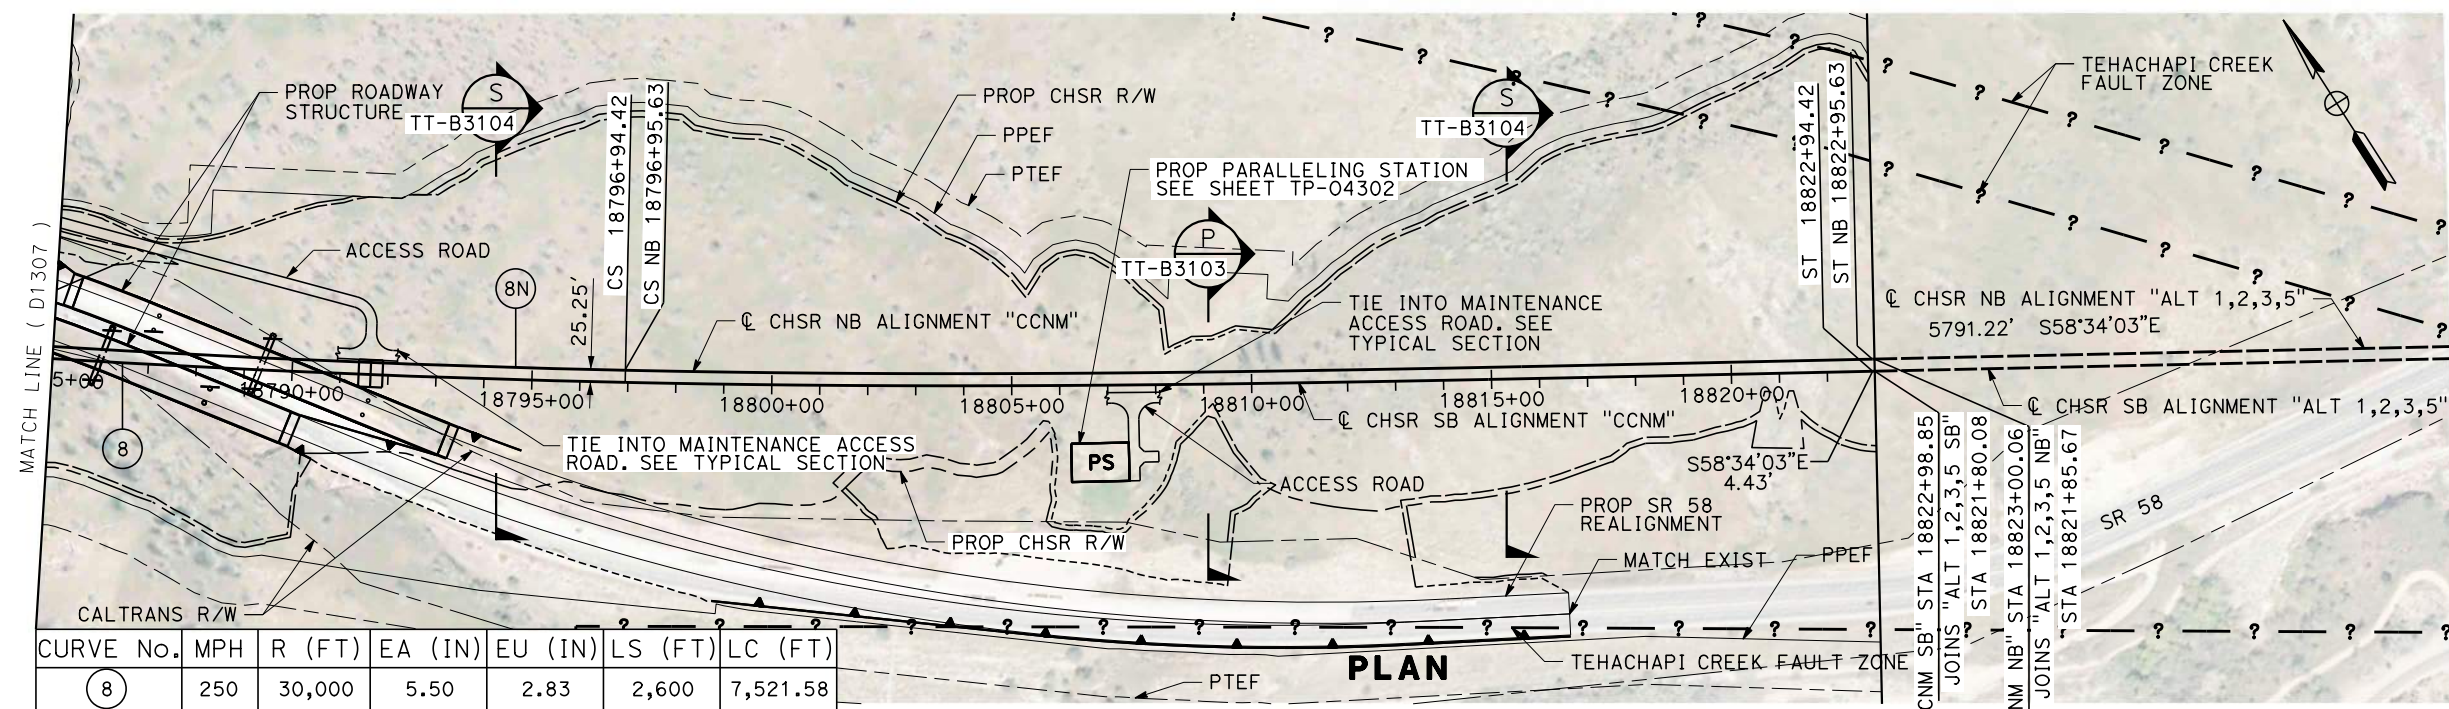 PROP ROADWAY
STRUCTURE
S
TT-B3104
CS 18796+94.42
CS NB 18796+95.63
PROP CHSR R/W
PPEF
PTEF
PROP PARALLELING STATION
SEE SHEET TP-O4302
S
TT-B3104
ST 18822+94.42
ST NB 18822+95.63
TEHACHAPI CREEK
FAULT ZONE
MATCH LINE ( D1307 )
ACCESS ROAD
8N
25.25'
℄ CHSR NB ALIGNMENT "CCNM"
P
TT-B3103
TIE INTO MAINTENANCE
ACCESS ROAD. SEE
TYPICAL SECTION
℄ CHSR NB ALIGNMENT "ALT 1,2,3,5"
5791.22' S58°34'03"E
5+00
18790+00
18795+00
18800+00
18805+00
18810+00
18815+00
18820+00
℄ CHSR SB ALIGNMENT "CCNM"
℄ CHSR SB ALIGNMENT "ALT 1,2,3,5"
8
TIE INTO MAINTENANCE ACCESS
ROAD. SEE TYPICAL SECTION
PS
ACCESS ROAD
S58°34'03"E
4.43'
PROP SR 58
REALIGNMENT
PROP CHSR R/W
MATCH EXIST
PPEF
CNM SB" STA 18822+98.85
JOINS "ALT 1,2,3,5 SB"
STA 18821+80.08
NM NB" STA 18823+00.06
JOINS "ALT 1,2,3,5 NB"
STA 18821+85.67
SR 58
CALTRANS R/W
TEHACHAPI CREEK FAULT ZONE
PTEF
PLAN
CURVE No. MPH R (FT) EA (IN) EU (IN) LS (FT) LC (FT)
8 250 30,000 5.50 2.83 2,600 7,521.58
? ? ? ? ? ? ? ? ? ? ? ? ? ? ? ? ? ? ? ?